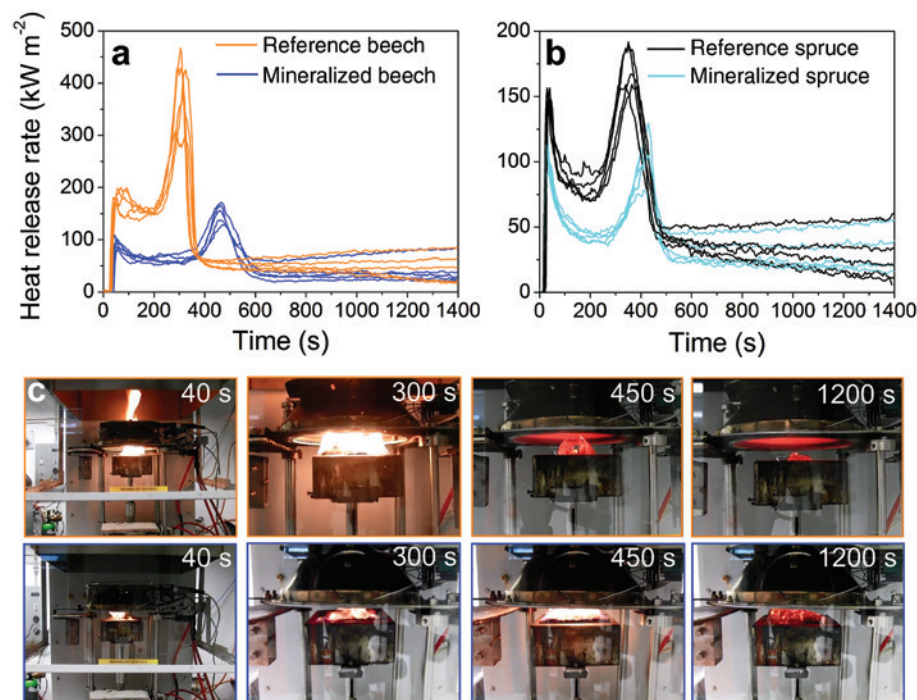 a
Reference beech
Mineralized beech
Heat release rate (kW m⁻²)
500
400
300
200
100
0
0 200 400 600 800 1000 1200 1400
Time (s)
b
Reference spruce
Mineralized spruce
200
150
100
50
0
0 200 400 600 800 1000 1200 1400
Time (s)
c
40 s
300 s
450 s
1200 s
40 s
300 s
450 s
1200 s